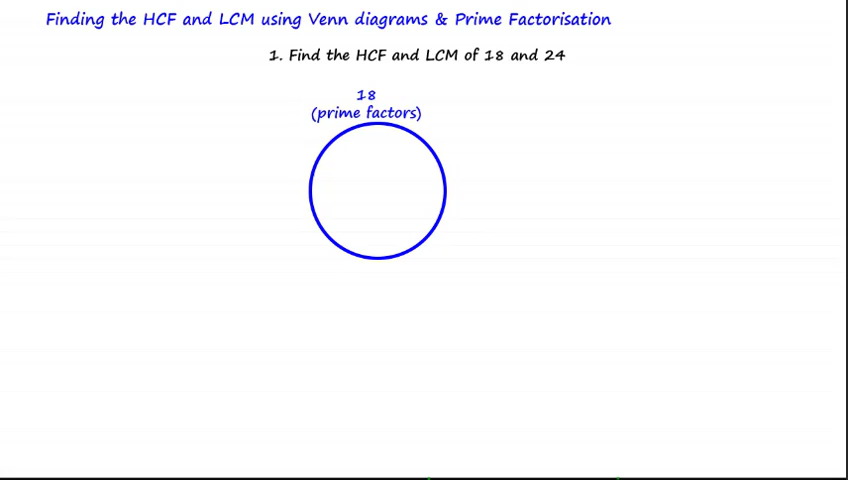 Finding the HCF and LCM using Venn diagrams & Prime Factorisation
1. Find the HCF and LCM of 18 and 24
18
(prime factors)